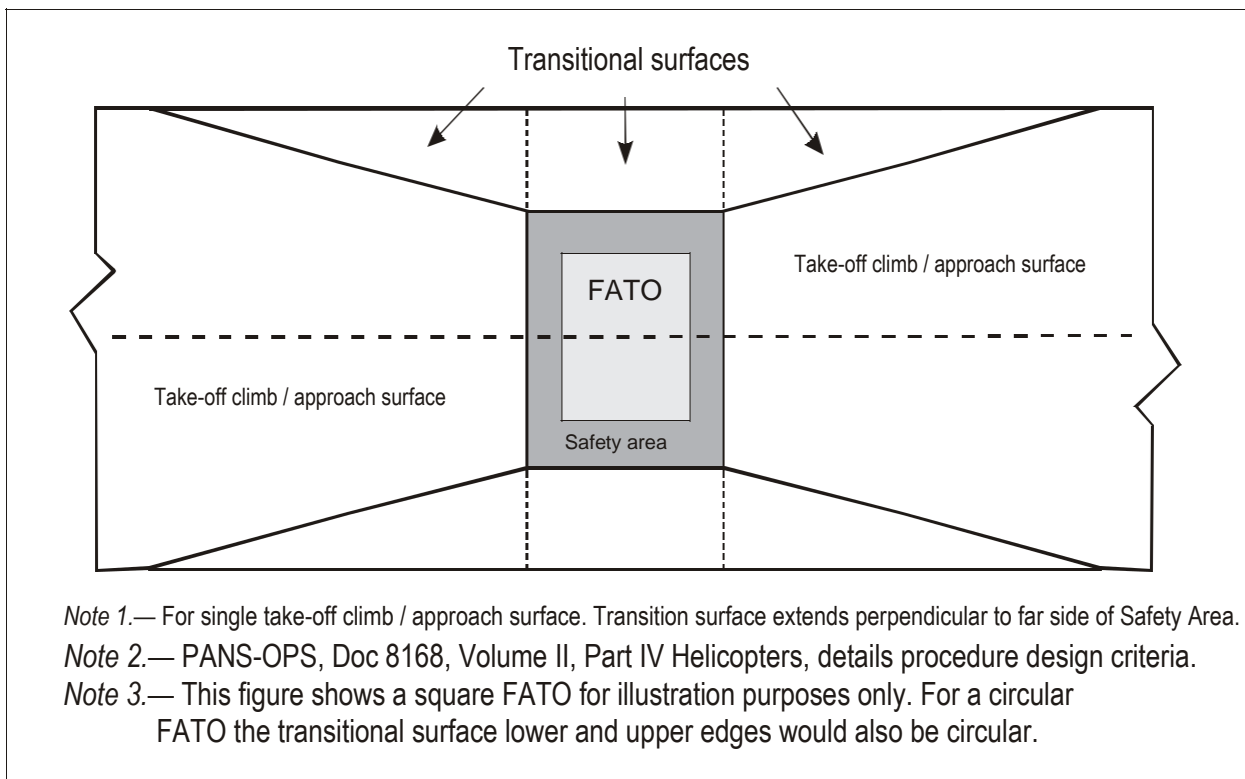 Transitional surfaces
Take-off climb / approach surface
FATO
Take-off climb / approach surface
Safety area
Note 1.— For single take-off climb / approach surface. Transition surface extends perpendicular to far side of Safety Area.
Note 2.— PANS-OPS, Doc 8168, Volume II, Part IV Helicopters, details procedure design criteria.
Note 3.— This figure shows a square FATO for illustration purposes only. For a circular
FATO the transitional surface lower and upper edges would also be circular.